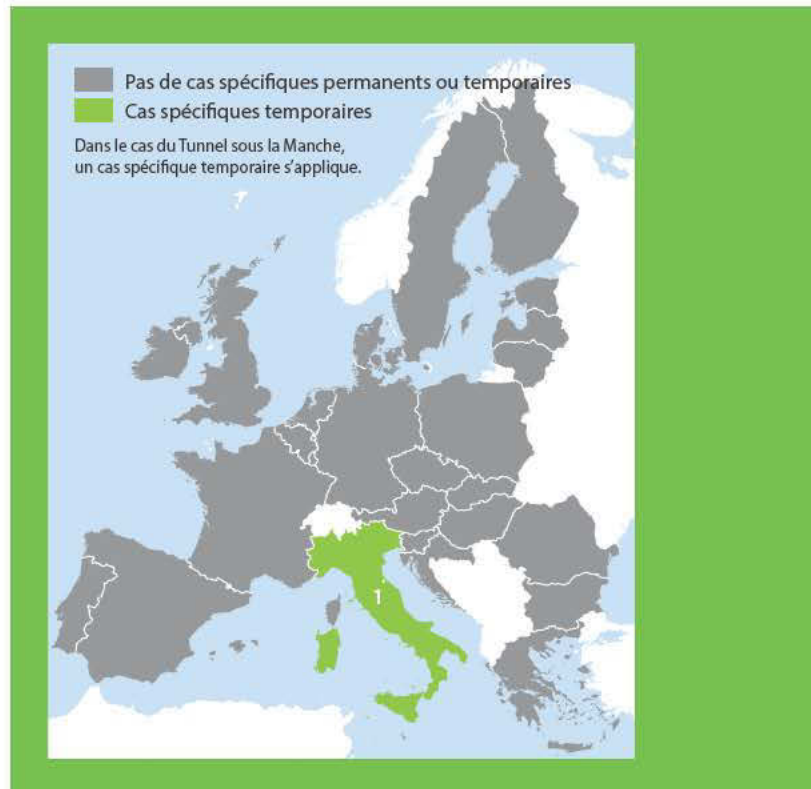 Pas de cas spécifiques permanents ou temporaires
Cas spécifiques temporaires
Dans le cas du Tunnel sous la Manche,
un cas spécifique temporaire s’applique.
1